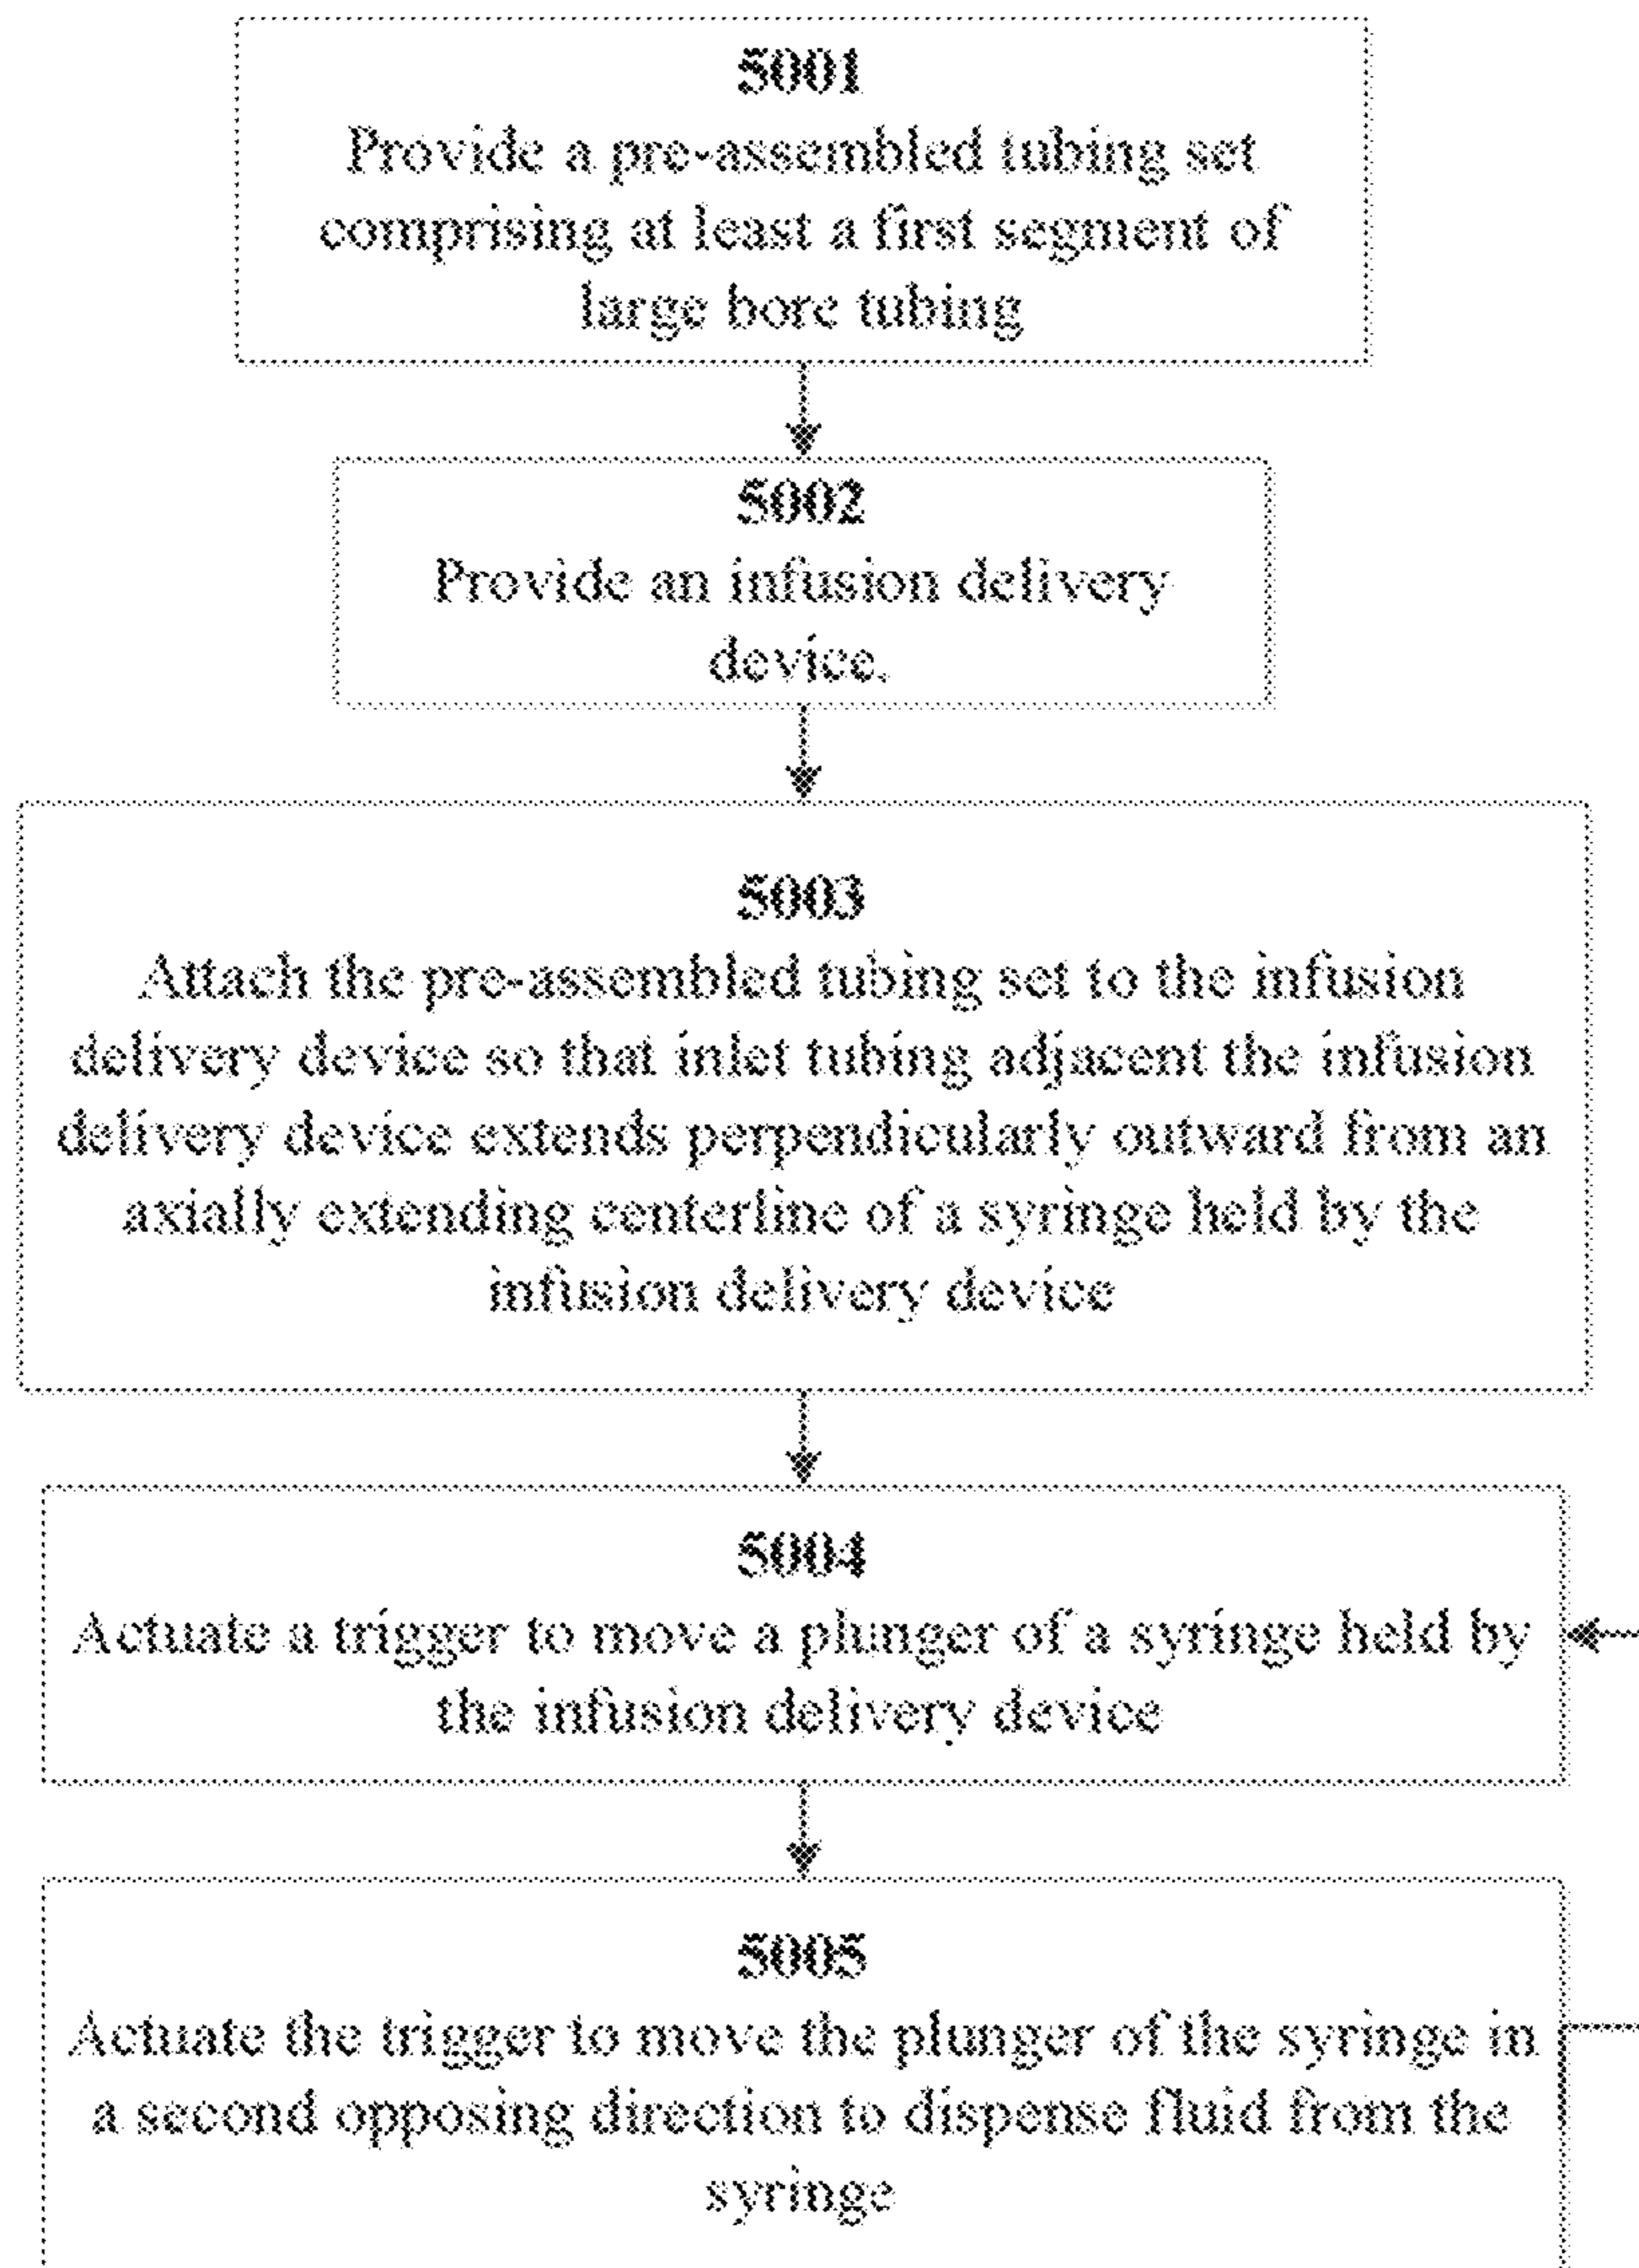 5001
Provide a pre-assembled tubing set
comprising at least a first segment of
large bore tubing
5002
Provide an infusion delivery
device.
5003
Attach the pre-assembled tubing set to the infusion
delivery device so that inlet tubing adjacent the infusion
delivery device extends perpendicularly outward from an
axially extending centerline of a syringe held by the
infusion delivery device
5004
Actuate a trigger to move a plunger of a syringe held by
the infusion delivery device
5005
Actuate the trigger to move the plunger of the syringe in
a second opposing direction to dispense fluid from the
syringe